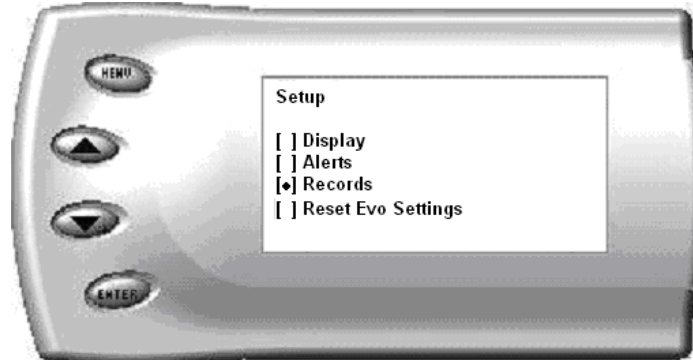 MENU
Setup
[ ] Display
[ ] Alerts
[◆] Records
[ ] Reset Evo Settings
ENTER